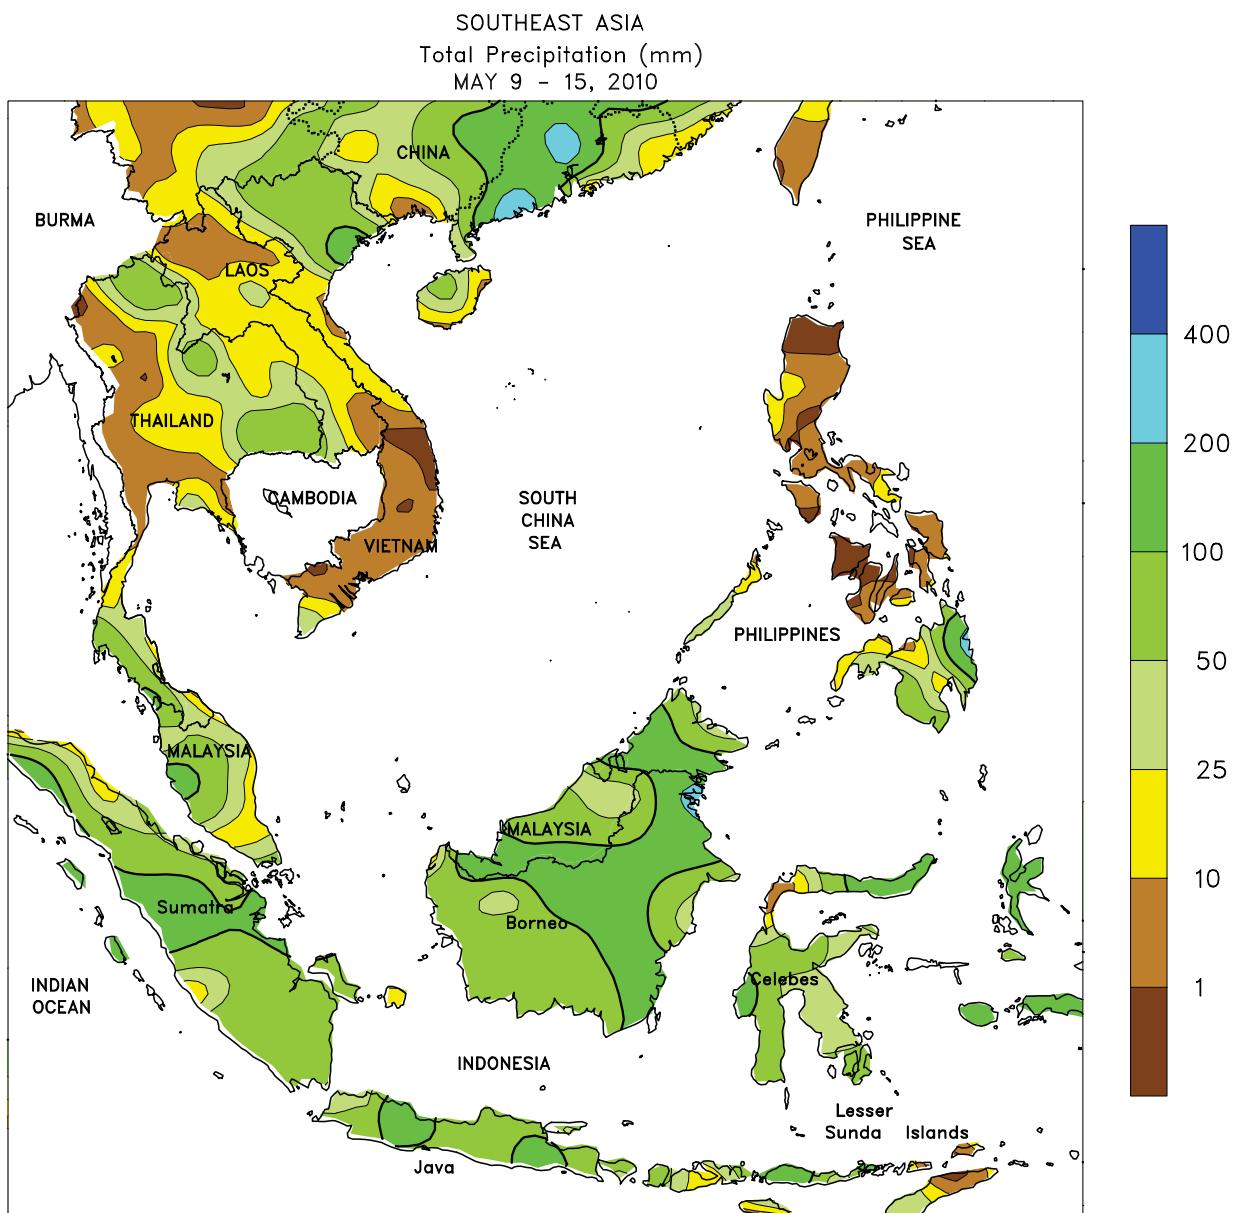 SOUTHEAST ASIA
Total Precipitation (mm)
MAY 9 - 15, 2010
CHINA
BURMA
PHILIPPINE
SEA
LAOS
400
THAILAND
200
CAMBODIA
SOUTH
CHINA
SEA
VIETNAM
100
PHILIPPINES
50
MALAYSIA
25
MALAYSIA
10
Sumatra
Borneo
Celebes
INDIAN
OCEAN
1
INDONESIA
Lesser
Sunda Islands
Java